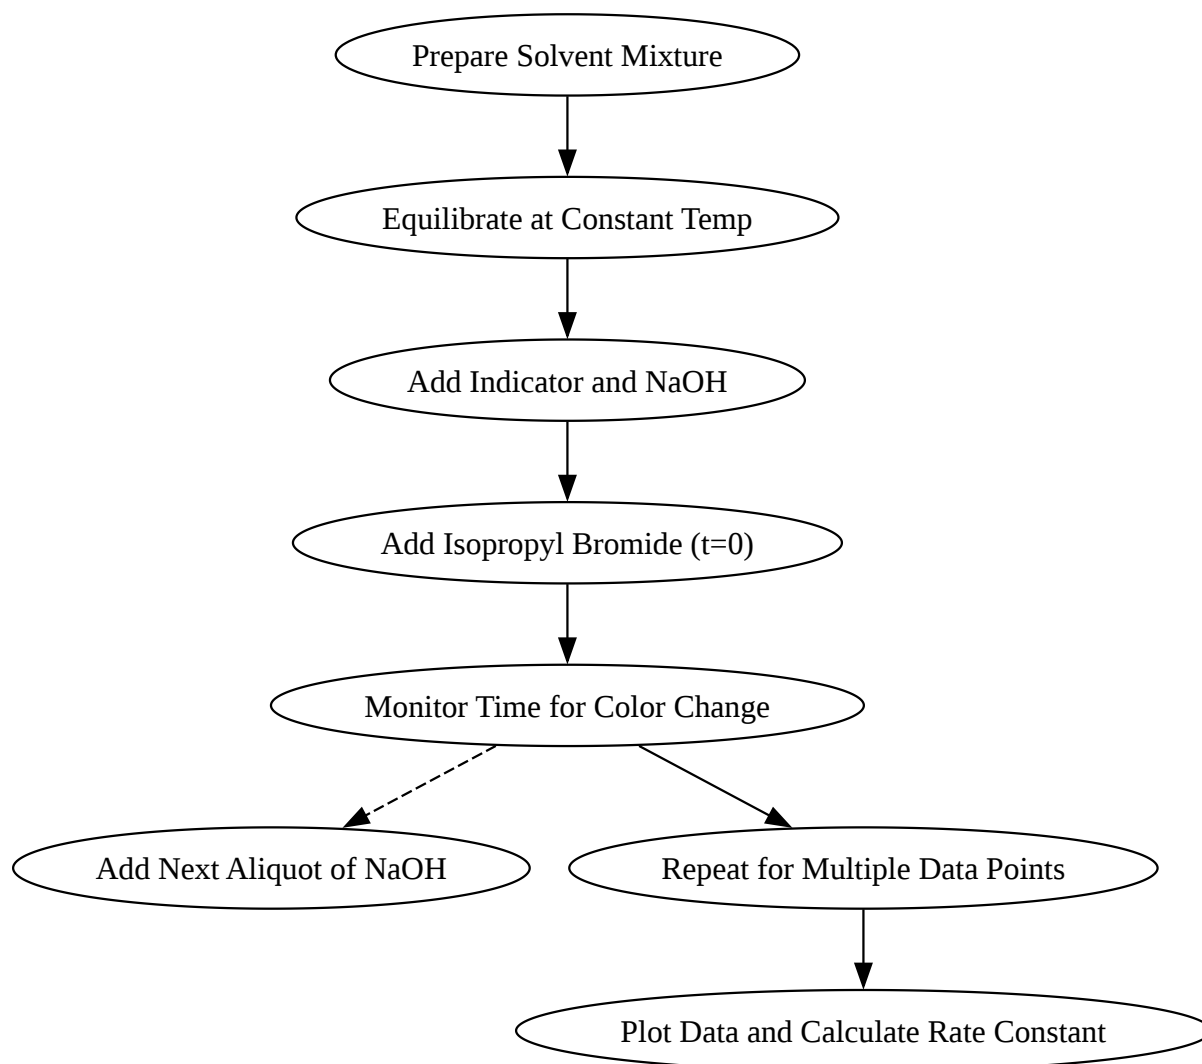 Prepare Solvent Mixture
Equilibrate at Constant Temp
Add Indicator and NaOH
Add Isopropyl Bromide (t=0)
Monitor Time for Color Change
Add Next Aliquot of NaOH
Repeat for Multiple Data Points
Plot Data and Calculate Rate Constant